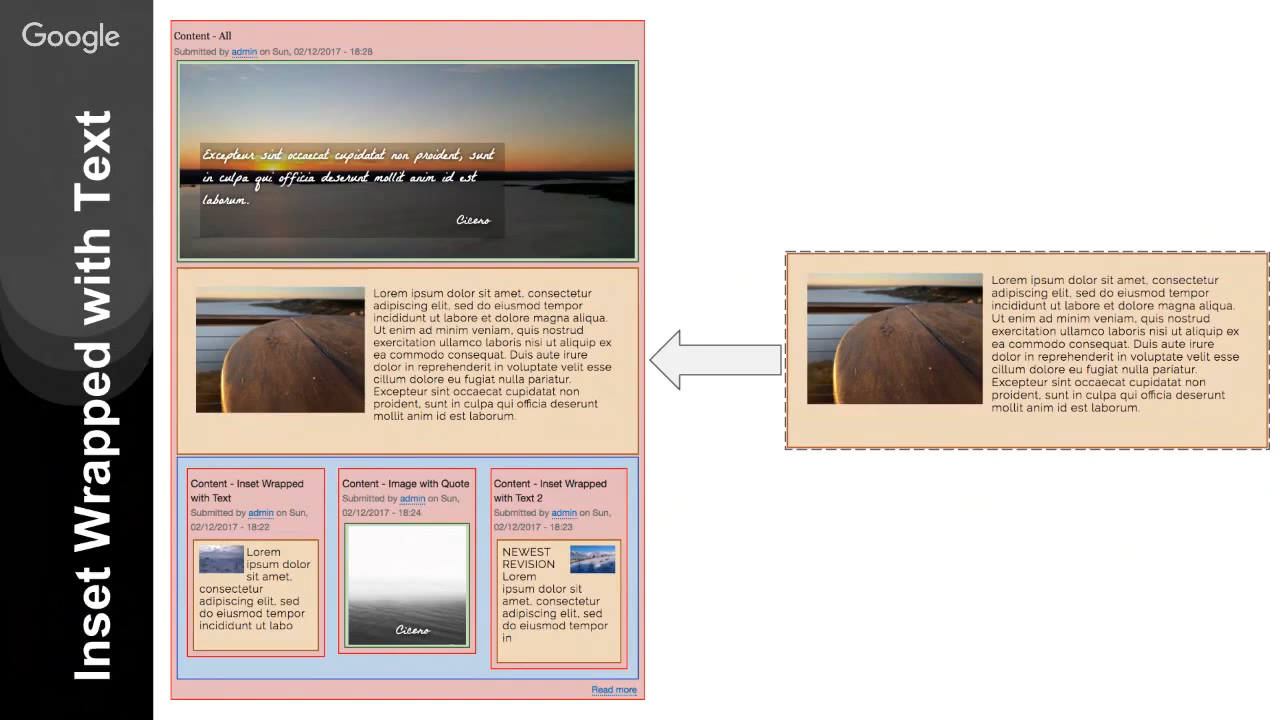 Google
Inset Wrapped with Text
Content - All
Submitted by admin on Sun, 02/12/2017 - 18:28
Excepteur sint occaecat cupidatat non proident, sunt
in culpa qui officia deserunt mollit anim id est
laborum.
Cicero
Lorem ipsum dolor sit amet, consectetur
adipiscing elit, sed do eiusmod tempor
incididunt ut labore et dolore magna aliqua.
Ut enim ad minim veniam, quis nostrud
exercitation ullamco laboris nisi ut aliquip ex
ea commodo consequat. Duis aute irure
dolor in reprehenderit in voluptate velit esse
cillum dolore eu fugiat nulla pariatur.
Excepteur sint occaecat cupidatat non
proident, sunt in culpa qui officia deserunt
mollit anim id est laborum.
Content - Inset Wrapped
with Text
Submitted by admin on Sun,
02/12/2017 - 18:22
Lorem
ipsum dolor
sit amet,
consectetur
adipiscing elit, sed
do eiusmod tempor
incididunt ut labo
Content - Image with Quote
Submitted by admin on Sun,
02/12/2017 - 18:24
Cicero
Content - Inset Wrapped
with Text 2
Submitted by admin on Sun,
02/12/2017 - 18:23
NEWEST
REVISION
Lorem
ipsum dolor sit
amet, consectetur
adipiscing elit, sed
do eiusmod tempor
in
Read more
Lorem ipsum dolor sit amet, consectetur
adipiscing elit, sed do eiusmod tempor
incididunt ut labore et dolore magna aliqua.
Ut enim ad minim veniam, quis nostrud
exercitation ullamco laboris nisi ut aliquip ex
ea commodo consequat. Duis aute irure
dolor in reprehenderit in voluptate velit esse
cillum dolore eu fugiat nulla pariatur.
Excepteur sint occaecat cupidatat non
proident, sunt in culpa qui officia deserunt
mollit anim id est laborum.